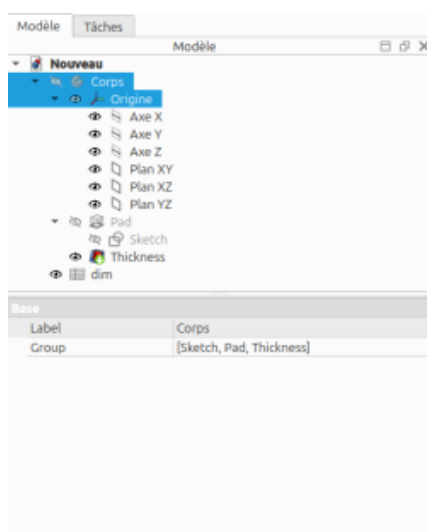 Modèle Tâches
Modèle
Nouveau
Corps
Origine
Axe X
Axe Y
Axe Z
Plan XY
Plan XZ
Plan YZ
Pad
Sketch
Thickness
dim
Base
Label Corps
Group [Sketch, Pad, Thickness]